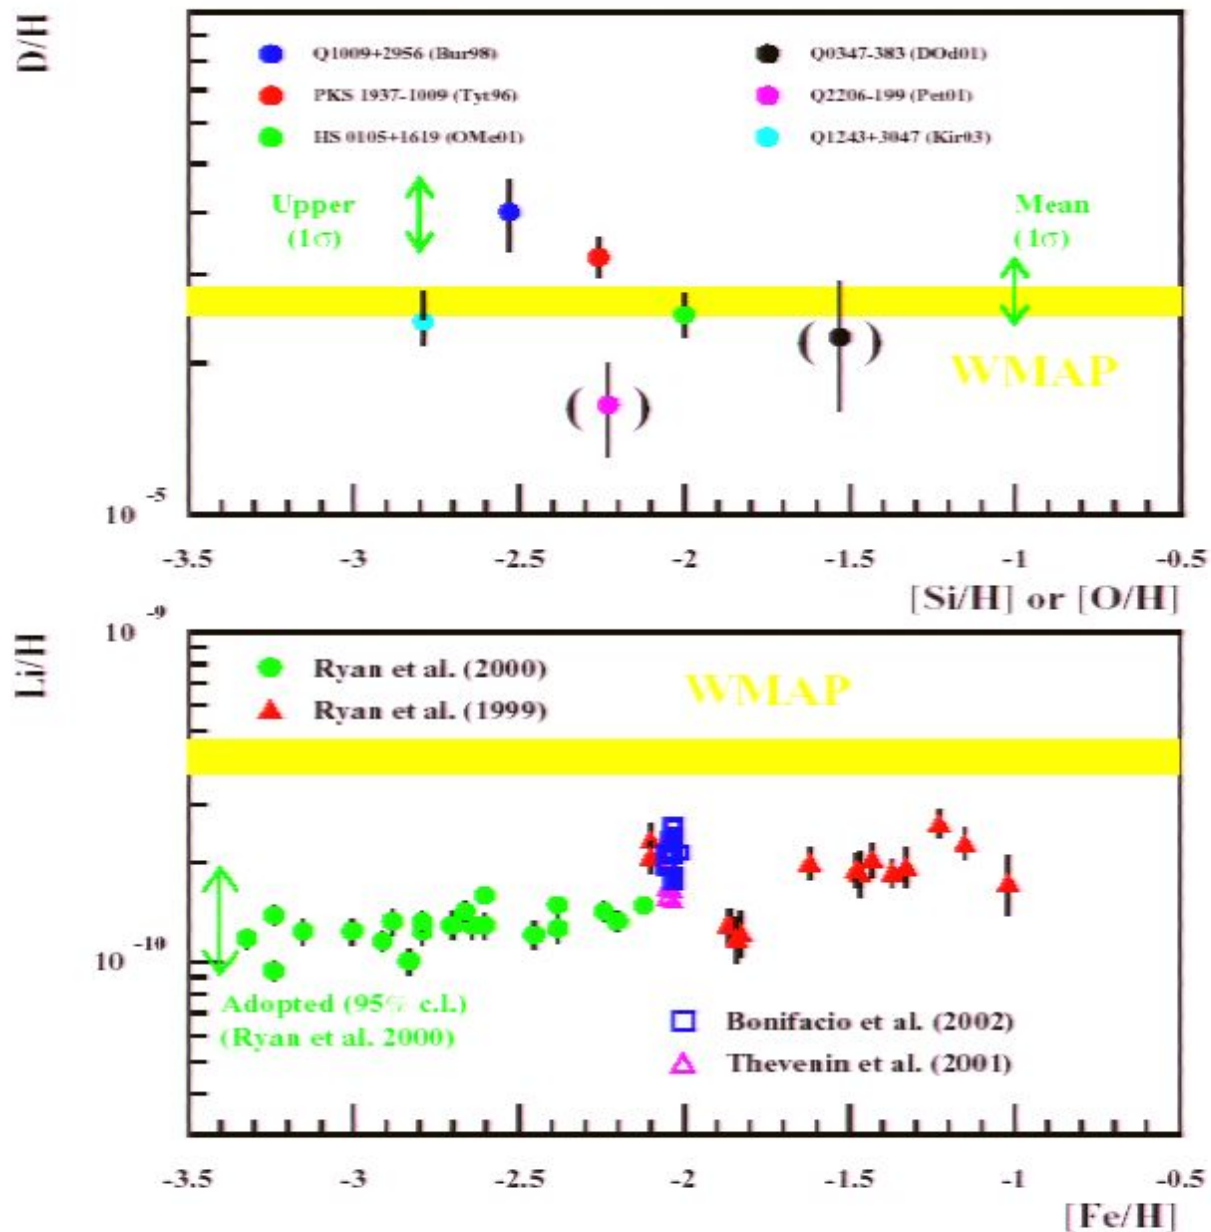 D/H
Q1009+2956 (Bur98)
Q0347-383 (DOd01)
PKS 1937-1009 (Tyt96)
Q2206-199 (Pet01)
HS 0105+1619 (OMe01)
Q1243+3047 (Kir03)
Upper
(1σ)
Mean
(1σ)
WMAP
( )
( )
10 -5
-3.5 -3 -2.5 -2 -1.5 -1 -0.5
[Si/H] or [O/H]
Li/H
10 -9
Ryan et al. (2000)
WMAP
Ryan et al. (1999)
10 -10
Adopted (95% c.l.)
(Ryan et al. 2000)
Bonifacio et al. (2002)
Thevenin et al. (2001)
-3.5 -3 -2.5 -2 -1.5 -1 -0.5
[Fe/H]